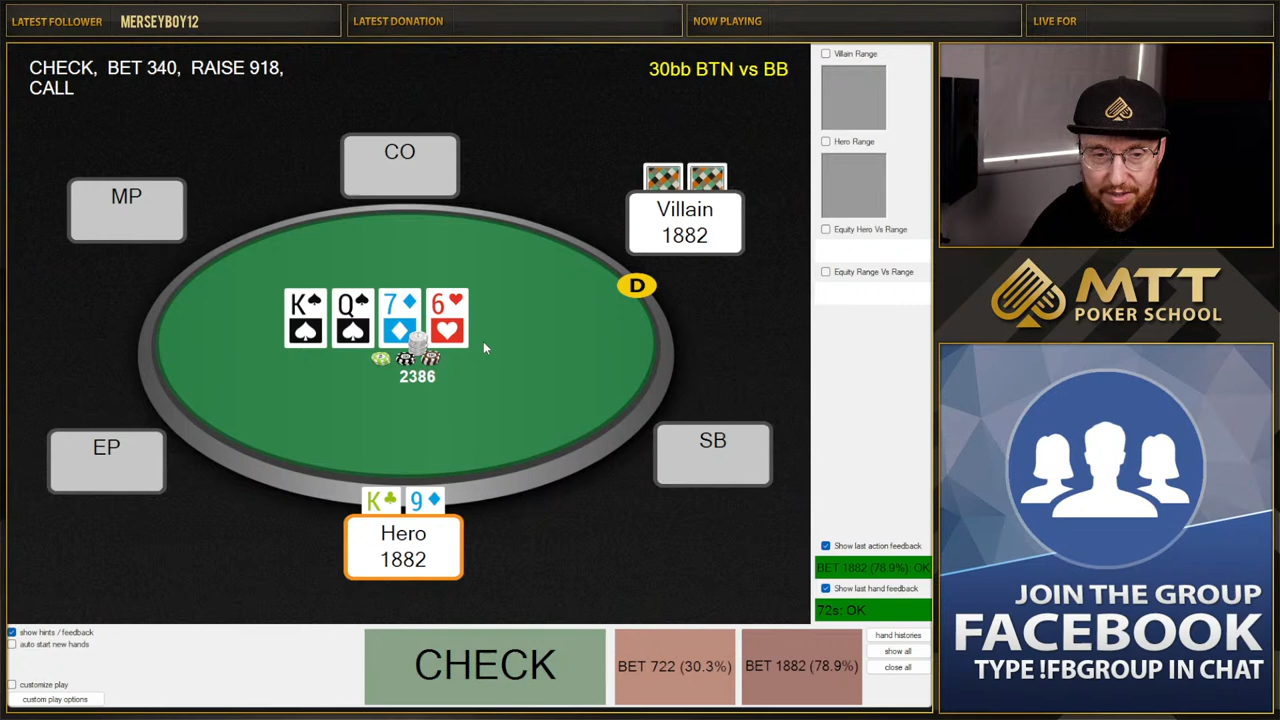 LATEST FOLLOWER MERSEYBOY12 LATEST DONATION NOW PLAYING LIVE FOR
CHECK, BET 340, RAISE 918,
CALL
30bb BTN vs BB
Villain Range
Hero Range
Equity Hero Vs Range
Equity Range Vs Range
CO
MP
Villain
1882
D
K Q 7 6
2386
EP
SB
K 9
Hero
1882
Show last action feedback
BET 1882 (78.9%): OK
Show last hand feedback
72s: OK
show hints / feedback
auto start new hands
customize play
custom play options
CHECK
BET 722 (30.3%)
BET 1882 (78.9%)
hand histories
show all
close all
MTT
POKER SCHOOL
JOIN THE GROUP
FACEBOOK
TYPE !FBGROUP IN CHAT